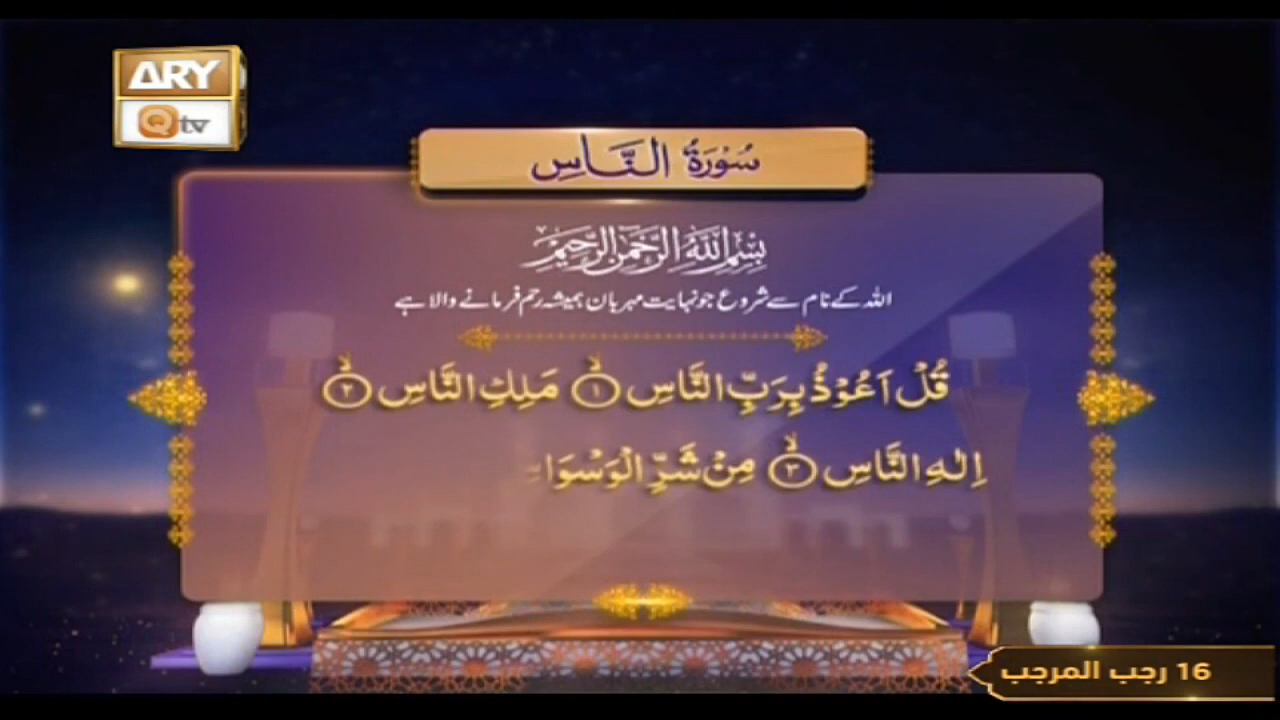 ARY
Qtv
سُوْرَةُ النَّاسِ
بِسْمِ اللّٰهِ الرَّحْمٰنِ الرَّحِيْمِ
اللہ کے نام سے شروع جو نہایت مہربان ہمیشہ رحم فرمانے والا ہے
قُلْ اَعُوْذُ بِرَبِّ النَّاسِ ۙ﴿۱﴾ مَلِكِ النَّاسِ ۙ﴿۲﴾
اِلٰهِ النَّاسِ ۙ﴿۳﴾ مِنْ شَرِّ الْوَسْوَا
16 رجب المرجب